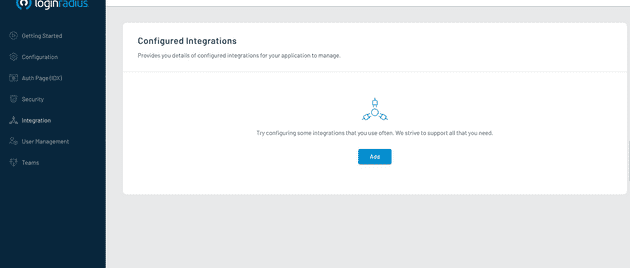 loginradius
Getting Started
Configuration
Auth Page (IDX)
Security
Integration
User Management
Teams
Configured Integrations
Provides you details of configured integrations for your application to manage.
Try configuring some integrations that you use often. We strive to support all that you need.
Add